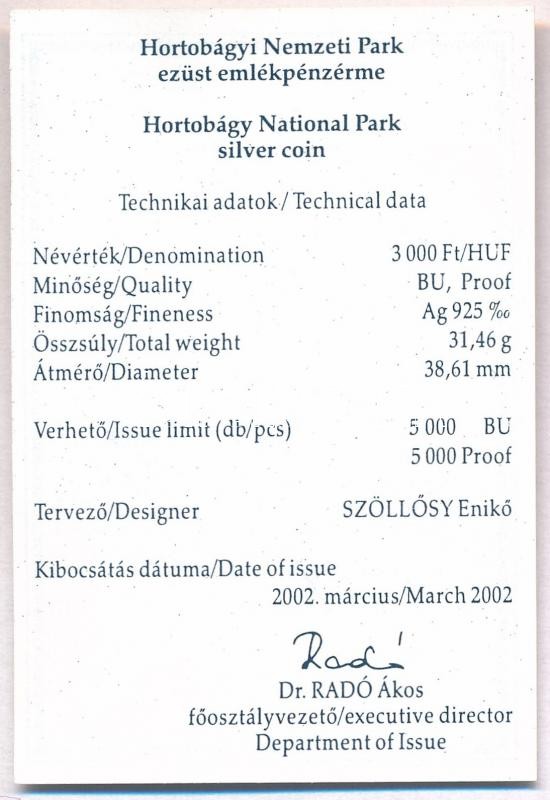 Hortobágyi Nemzeti Park
ezüst emlékpénzérme
Hortobágy National Park
silver coin
Technikai adatok/Technical data
Névérték/Denomination 3 000 Ft/HUF
Minőség/Quality BU, Proof
Finomság/Fineness Ag 925 ‰
Összsúly/Total weight 31,46 g
Átmérő/Diameter 38,61 mm
Verhető/Issue limit (db/pcs) 5 000 BU
5 000 Proof
Tervező/Designer SZÖLLŐSY Enikő
Kibocsátás dátuma/Date of issue
2002. március/March 2002
Radó
Dr. RADÓ Ákos
főosztályvezető/executive director
Department of Issue